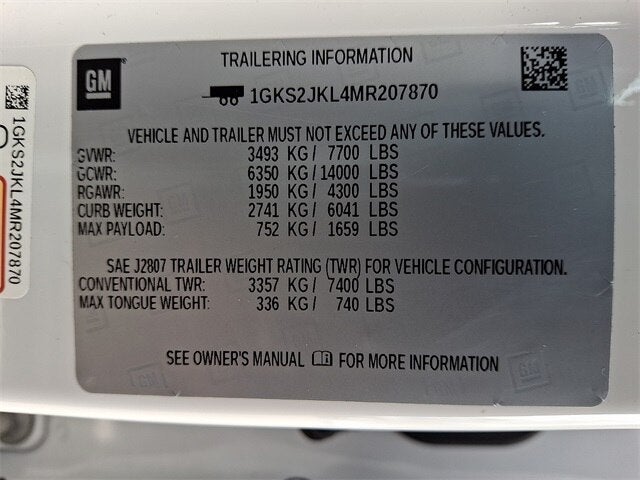 GM
TRAILERING INFORMATION
1GKS2JKL4MR207870
VEHICLE AND TRAILER MUST NOT EXCEED ANY OF THESE VALUES.
GVWR: 3493 KG / 7700 LBS
GCWR: 6350 KG / 14000 LBS
RGAWR: 1950 KG / 4300 LBS
CURB WEIGHT: 2741 KG / 6041 LBS
MAX PAYLOAD: 752 KG / 1659 LBS
SAE J2807 TRAILER WEIGHT RATING (TWR) FOR VEHICLE CONFIGURATION.
CONVENTIONAL TWR: 3357 KG / 7400 LBS
MAX TONGUE WEIGHT: 336 KG / 740 LBS
SEE OWNER'S MANUAL FOR MORE INFORMATION
GM
GM
1GKS2JKL4MR207870